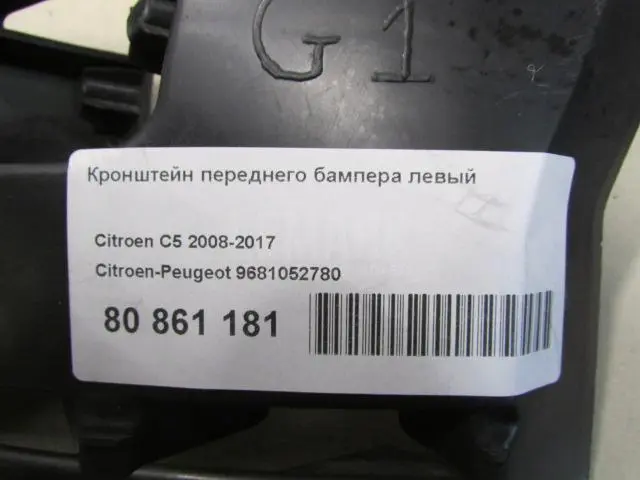 G1
Кронштейн переднего бампера левый
Citroen C5 2008-2017
Citroen-Peugeot 9681052780
80 861 181